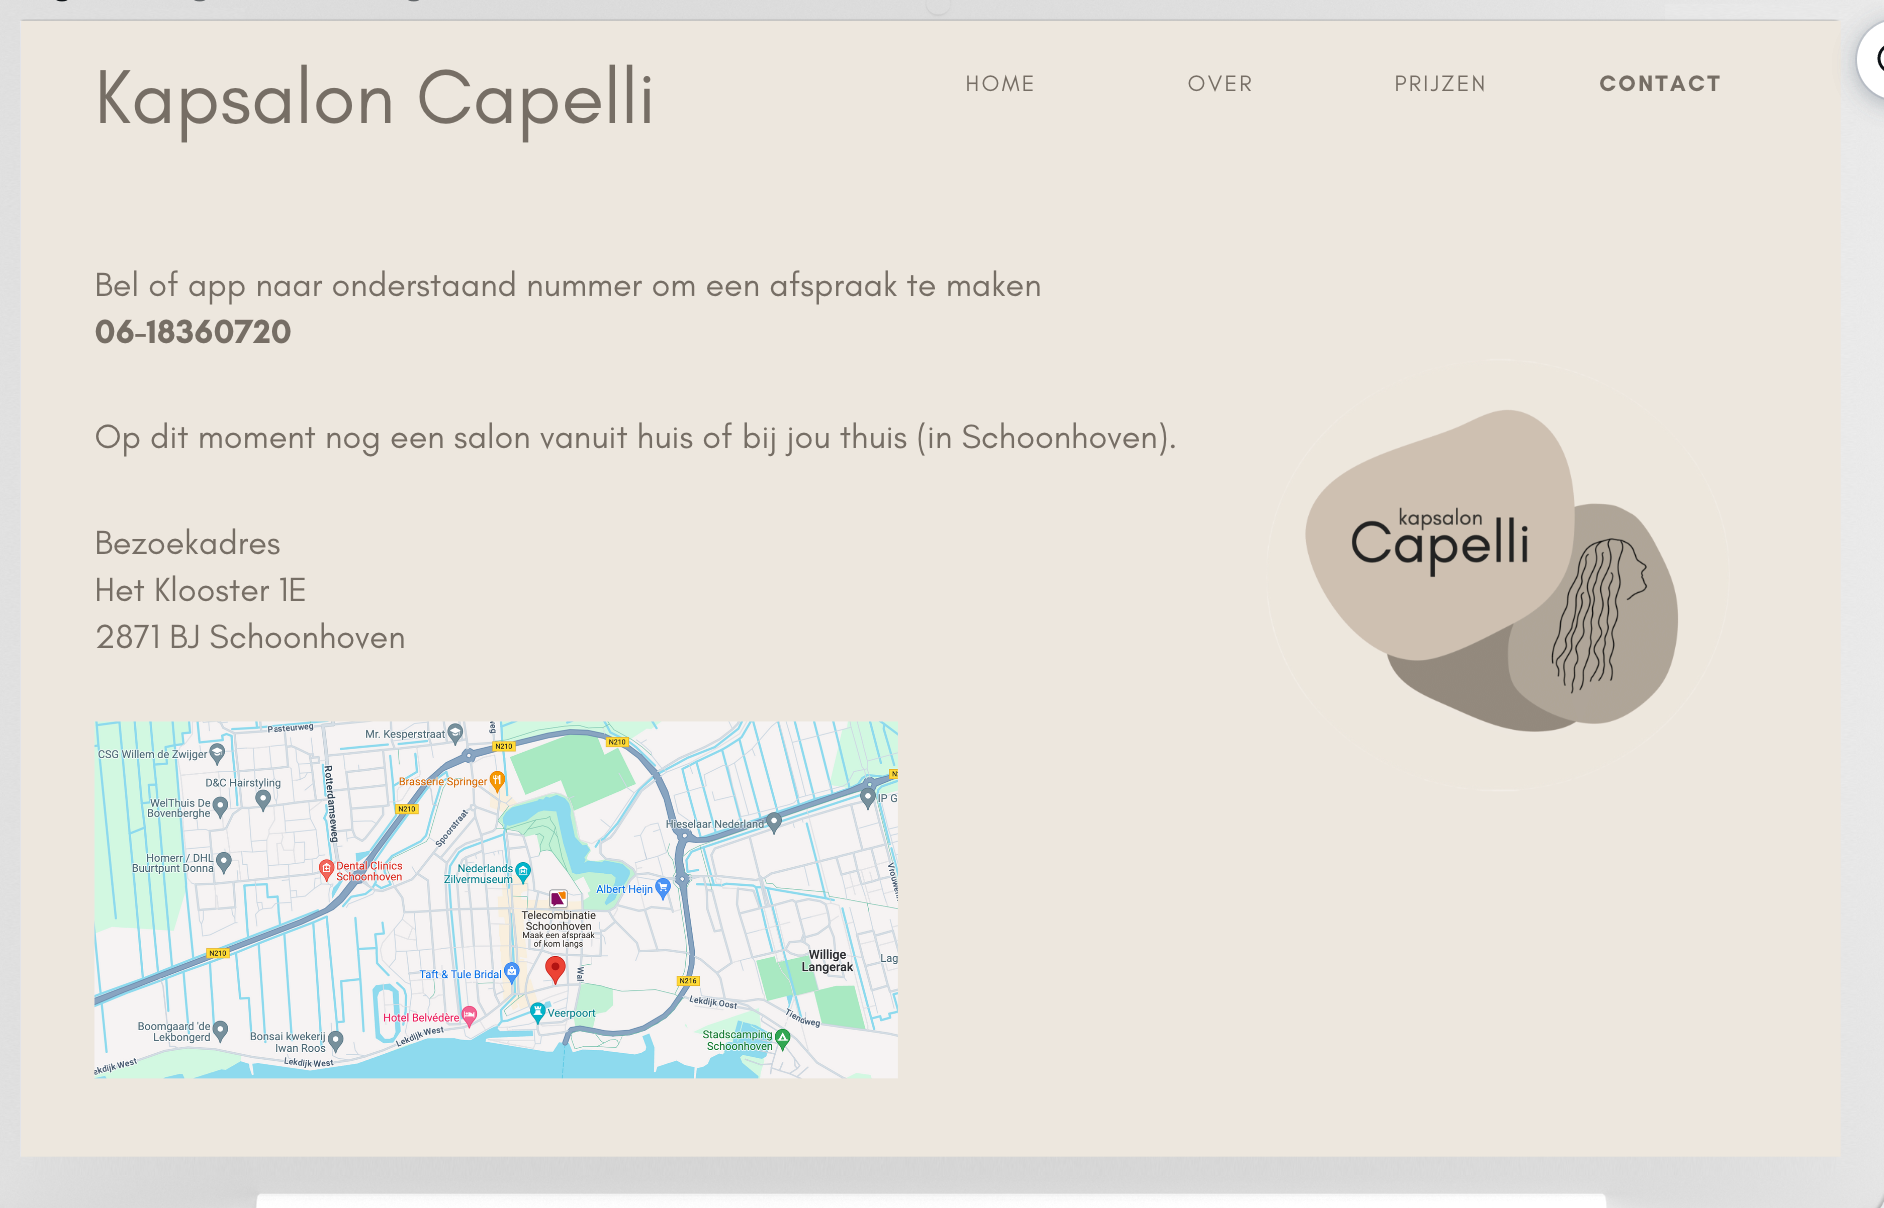 Kapsalon Capelli
HOME
OVER
PRIJZEN
CONTACT
Bel of app naar onderstaand nummer om een afspraak te maken
06-18360720
Op dit moment nog een salon vanuit huis of bij jou thuis (in Schoonhoven).
Bezoekadres
Het Klooster 1E
2871 BJ Schoonhoven
kapsalon
Capelli
Pasteurweg
Mr. Kesperstraat
N210
N210
CSG Willem de Zwijger
Rotterdamseweg
D&C Hairstyling
Brasserie Springer
WelThuis De
Bovenberghe
N210
Spoorstraat
IP G
Hieselaar Nederland
Homerr / DHL
Buurtpunt Donna
Dental Clinics
Schoonhoven
Nederlands
Zilvermuseum
Albert Heijn
Telecombinatie
Schoonhoven
Maak een afspraak
of kom langs
N210
Willige
Langerak
Lag
Taft & Tule Bridal
Wal
N216
Lekdijk Oost
Tiendweg
Hotel Belvédère
Veerpoort
Boomgaard 'de
Lekbongerd
Bonsai kwekerij
Iwan Roos
Lekdijk West
Stadscamping
Schoonhoven
Lekdijk West
ekdijk West